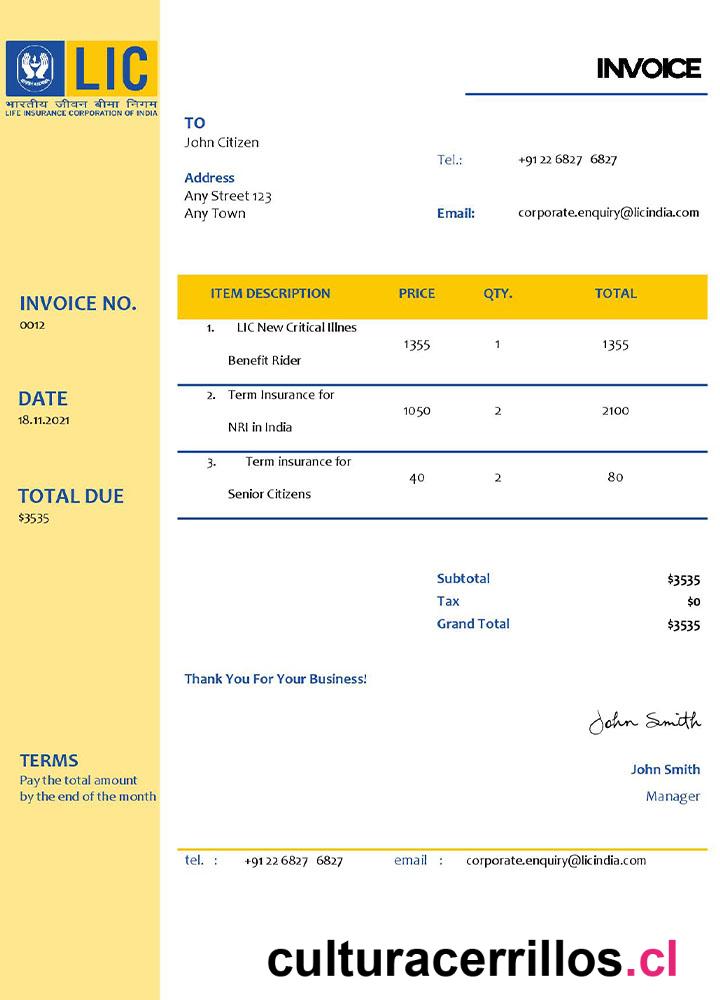 LIC
भारतीय जीवन बीमा निगम
LIFE INSURANCE CORPORATION OF INDIA
INVOICE
TO
John Citizen
Address
Any Street 123
Any Town
Tel.: +91 22 6827 6827
Email: corporate.enquiry@licindia.com
INVOICE NO.
0012
DATE
18.11.2021
TOTAL DUE
$3535
ITEM DESCRIPTION PRICE QTY. TOTAL
1. LIC New Critical Illnes
1355 1 1355
Benefit Rider
2. Term Insurance for
1050 2 2100
NRI in India
3. Term insurance for
40 2 80
Senior Citizens
Subtotal $3535
Tax $0
Grand Total $3535
Thank You For Your Business!
John Smith
John Smith
Manager
TERMS
Pay the total amount
by the end of the month
tel. : +91 22 6827 6827 email : corporate.enquiry@licindia.com
culturacerrillos.cl